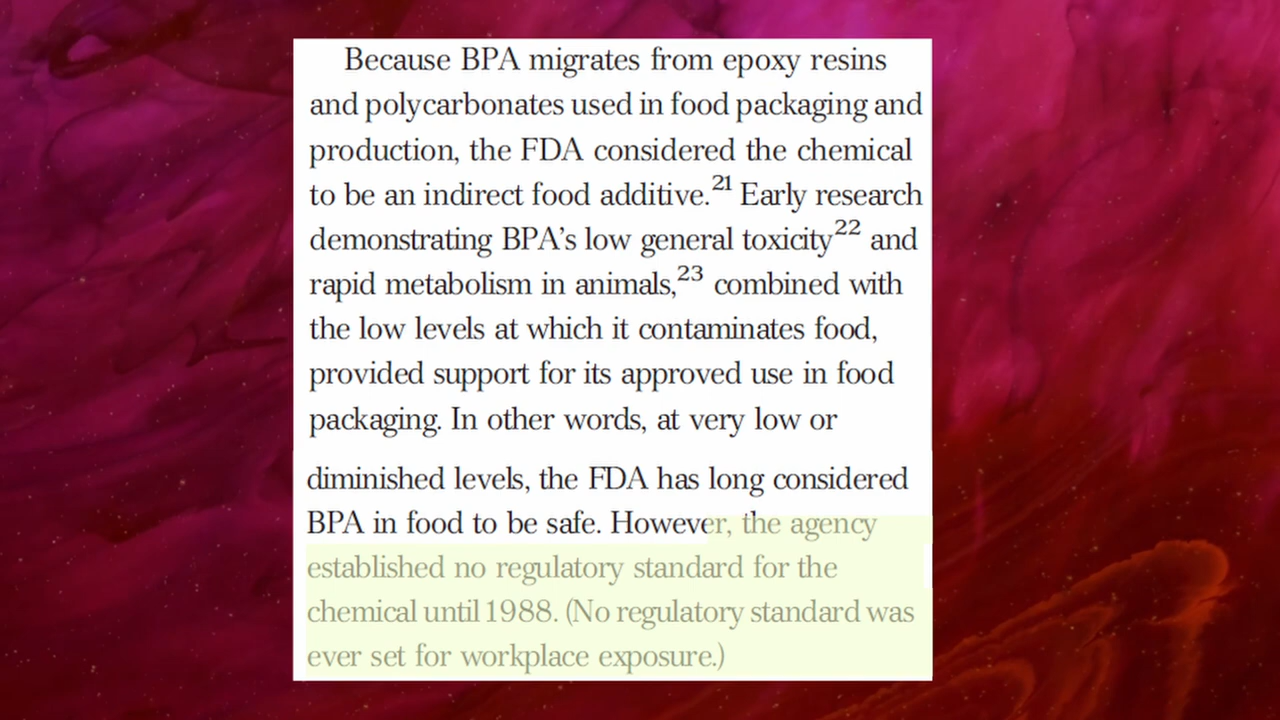 Because BPA migrates from epoxy resins
and polycarbonates used in food packaging and
production, the FDA considered the chemical
to be an indirect food additive.21 Early research
demonstrating BPA’s low general toxicity22 and
rapid metabolism in animals,23 combined with
the low levels at which it contaminates food,
provided support for its approved use in food
packaging. In other words, at very low or
diminished levels, the FDA has long considered
BPA in food to be safe. However, the agency
established no regulatory standard for the
chemical until 1988. (No regulatory standard was
ever set for workplace exposure.)